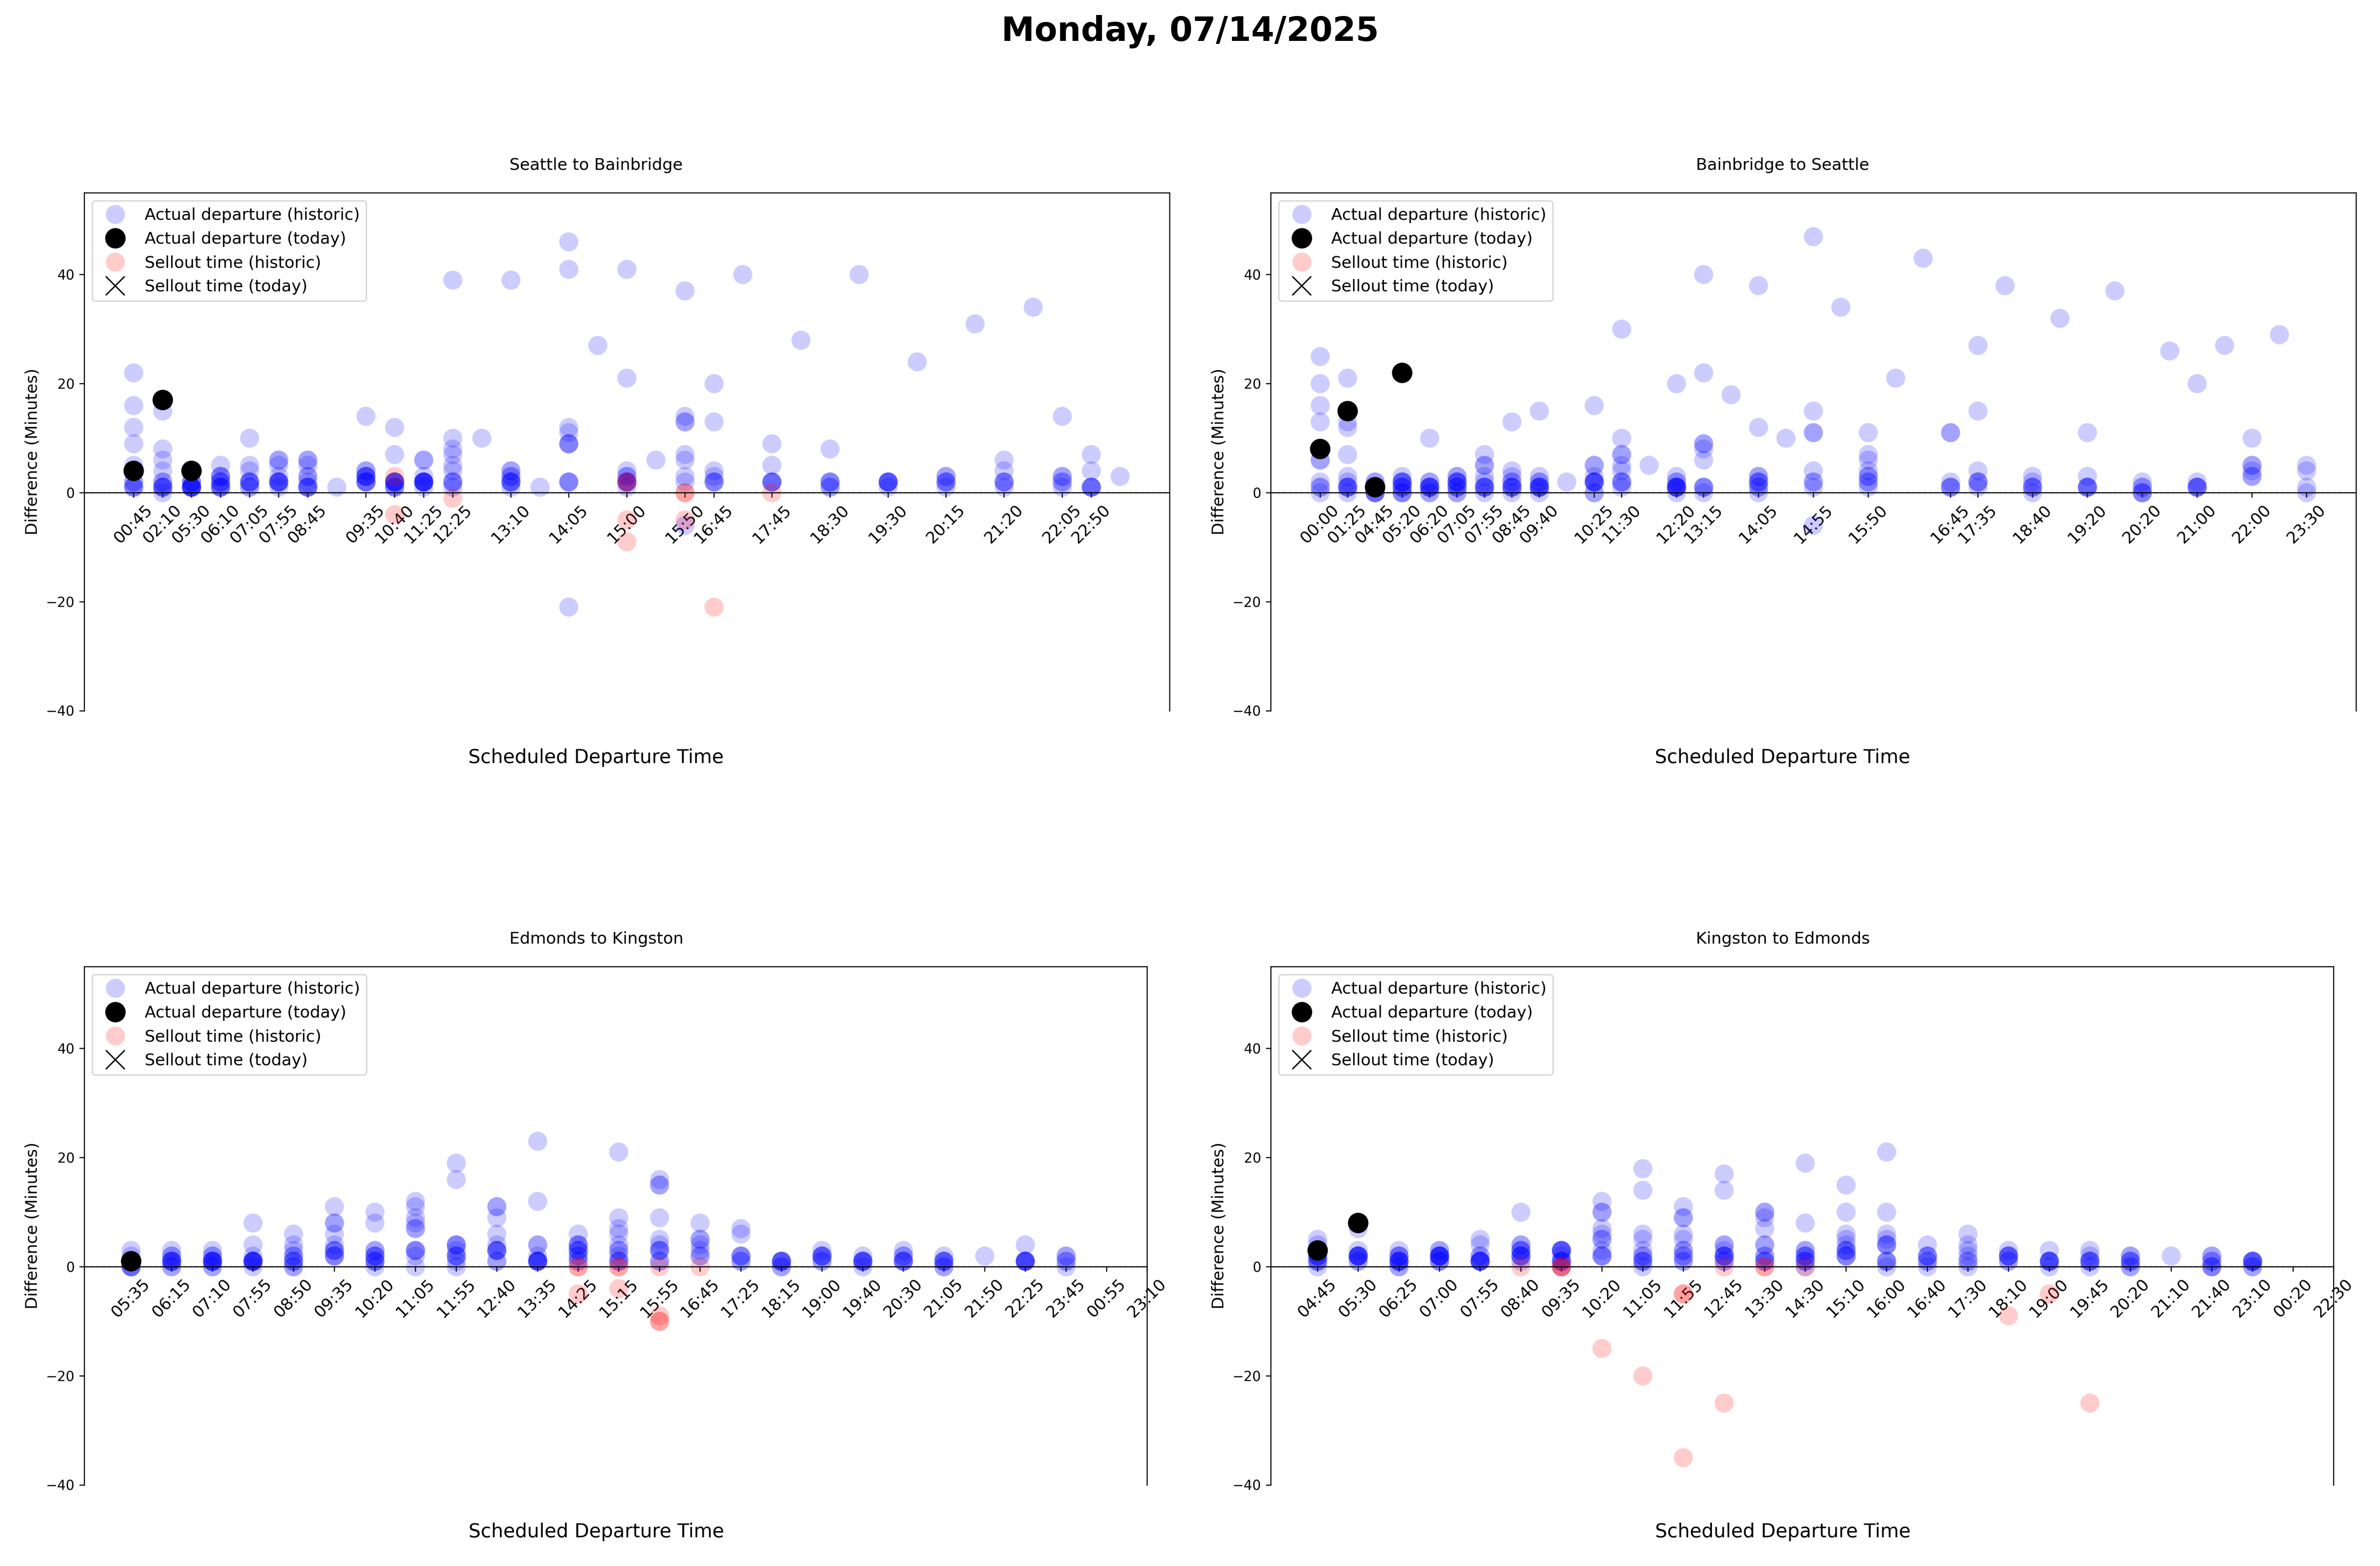 Monday, 07/14/2025
Seattle to Bainbridge
Actual departure (historic)
Actual departure (today)
Sellout time (historic)
Sellout time (today)
Difference (Minutes)
40
20
0
−20
−40
00:45 02:10 05:30 06:10 07:05 07:55 08:45 09:35 10:40 11:25 12:25 13:10 14:05 15:00 15:50 16:45 17:45 18:30 19:30 20:15 21:20 22:05 22:50
Scheduled Departure Time
Bainbridge to Seattle
Actual departure (historic)
Actual departure (today)
Sellout time (historic)
Sellout time (today)
Difference (Minutes)
40
20
0
−20
−40
00:00 01:25 04:45 05:20 06:20 07:05 07:55 08:45 09:40 10:25 11:30 12:20 13:15 14:05 14:55 15:50 16:45 17:35 18:40 19:20 20:20 21:00 22:00 23:30
Scheduled Departure Time
Edmonds to Kingston
Actual departure (historic)
Actual departure (today)
Sellout time (historic)
Sellout time (today)
Difference (Minutes)
40
20
0
−20
−40
05:35 06:15 07:10 07:55 08:50 09:35 10:20 11:05 11:55 12:40 13:35 14:25 15:15 15:55 16:45 17:25 18:15 19:00 19:40 20:30 21:05 21:50 22:25 23:45 00:55 23:10
Scheduled Departure Time
Kingston to Edmonds
Actual departure (historic)
Actual departure (today)
Sellout time (historic)
Sellout time (today)
Difference (Minutes)
40
20
0
−20
−40
04:45 05:30 06:25 07:00 07:55 08:40 09:35 10:20 11:05 11:55 12:45 13:30 14:30 15:10 16:00 16:40 17:30 18:10 19:00 19:45 20:20 21:10 21:40 23:10 00:20 22:30
Scheduled Departure Time